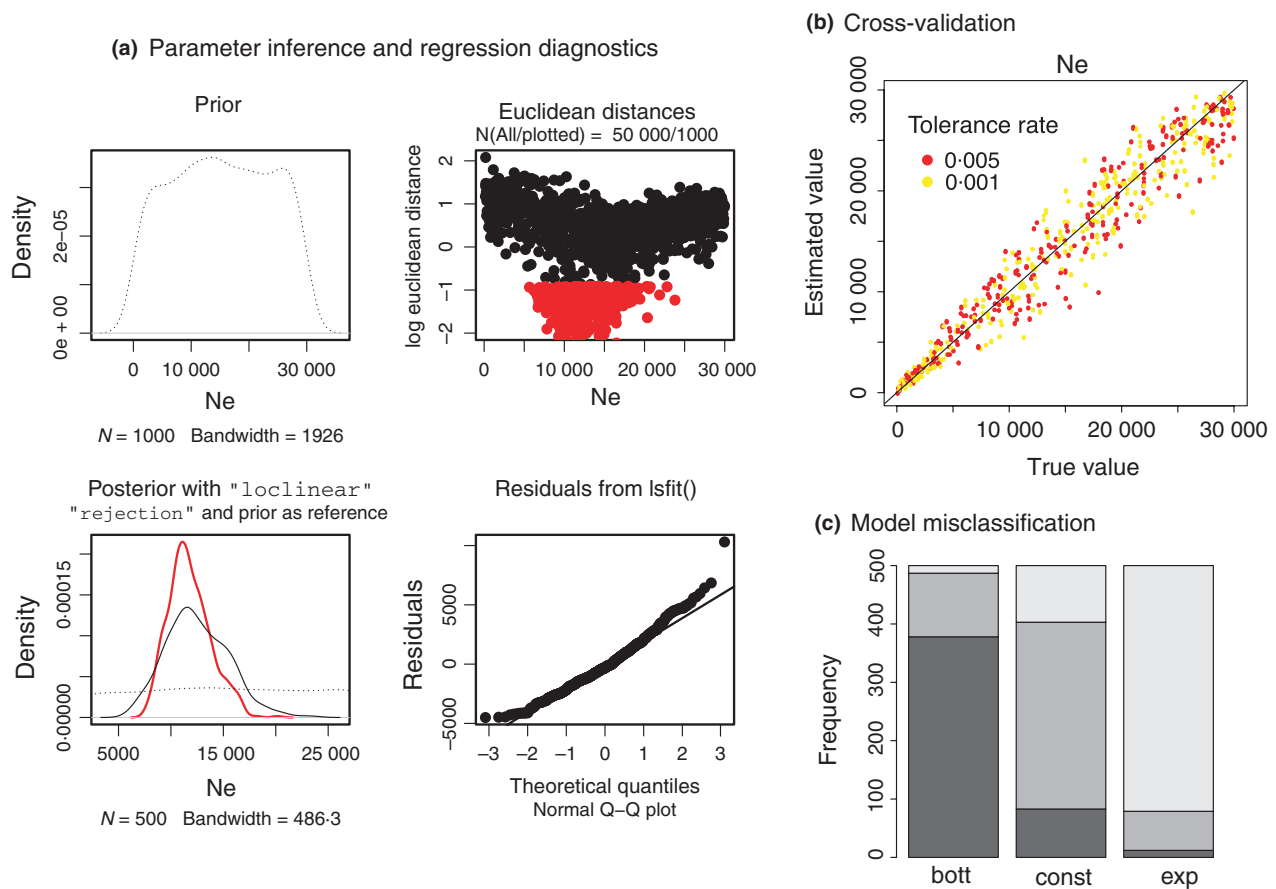 (a) Parameter inference and regression diagnostics
Prior
Density
0e+ 00
2e-05
0
10 000
30 000
Ne
N = 1000 Bandwidth = 1926
Euclidean distances
N(All/plotted) = 50 000/1000
log euclidean distance
−2
−1
0
1
2
0
5000
10 000
20 000
30 000
Ne
Posterior with "loclinear"
"rejection" and prior as reference
Density
0·00000
0·00015
5000
15 000
25 000
Ne
N = 500 Bandwidth = 486·3
Residuals from lsfit()
Residuals
−5000
0
5000
−3
−2
−1
0
1
2
3
Theoretical quantiles
Normal Q–Q plot
(b) Cross-validation
Ne
Tolerance rate
0·005
0·001
Estimated value
0
10 000
20 000
30 000
0
10 000
20 000
30 000
True value
(c) Model misclassification
Frequency
0
100
200
300
400
500
bott
const
exp